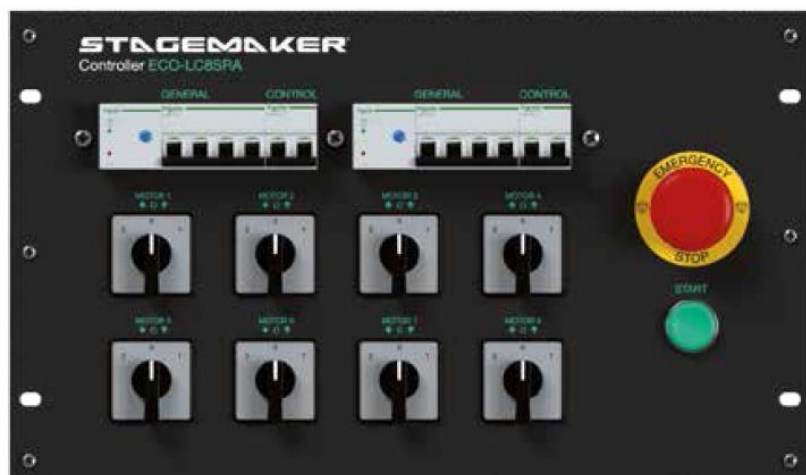 STAGEMAKER
Controller ECO-LC8SRA
GENERAL CONTROL GENERAL CONTROL
MOTOR 1 MOTOR 2 MOTOR 3 MOTOR 4
EMERGENCY
STOP
START
MOTOR 5 MOTOR 6 MOTOR 7 MOTOR 8